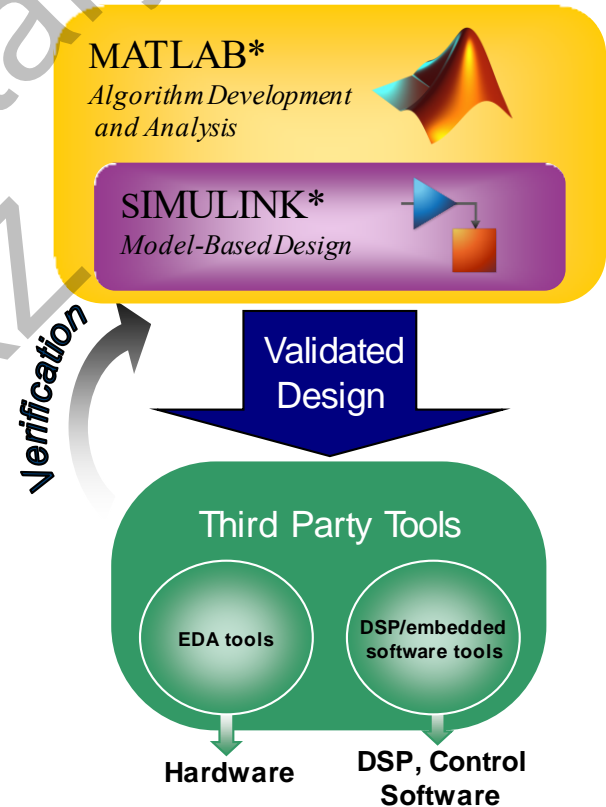 MATLAB*
Algorithm Development
and Analysis
SIMULINK*
Model-Based Design
Verification
Validated
Design
Third Party Tools
EDA tools
DSP/embedded
software tools
Hardware
DSP, Control
Software